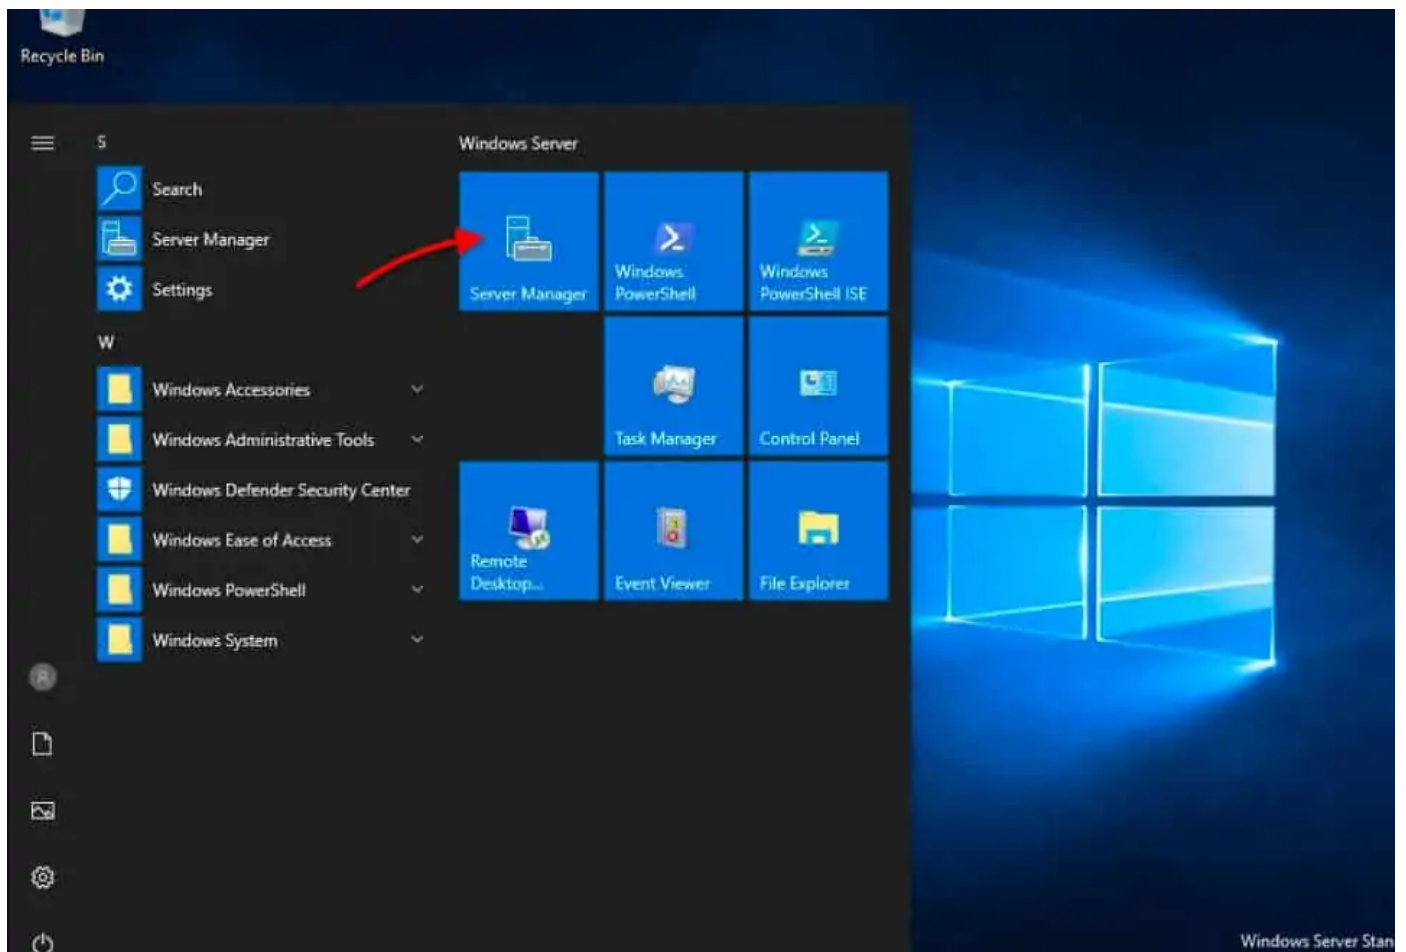 Recycle Bin
S
Search
Server Manager
Settings
W
Windows Accessories
Windows Administrative Tools
Windows Defender Security Center
Windows Ease of Access
Windows PowerShell
Windows System
Windows Server
Server Manager
Windows
PowerShell
Windows
PowerShell ISE
Task Manager
Control Panel
Remote
Desktop...
Event Viewer
File Explorer
Windows Server Stan